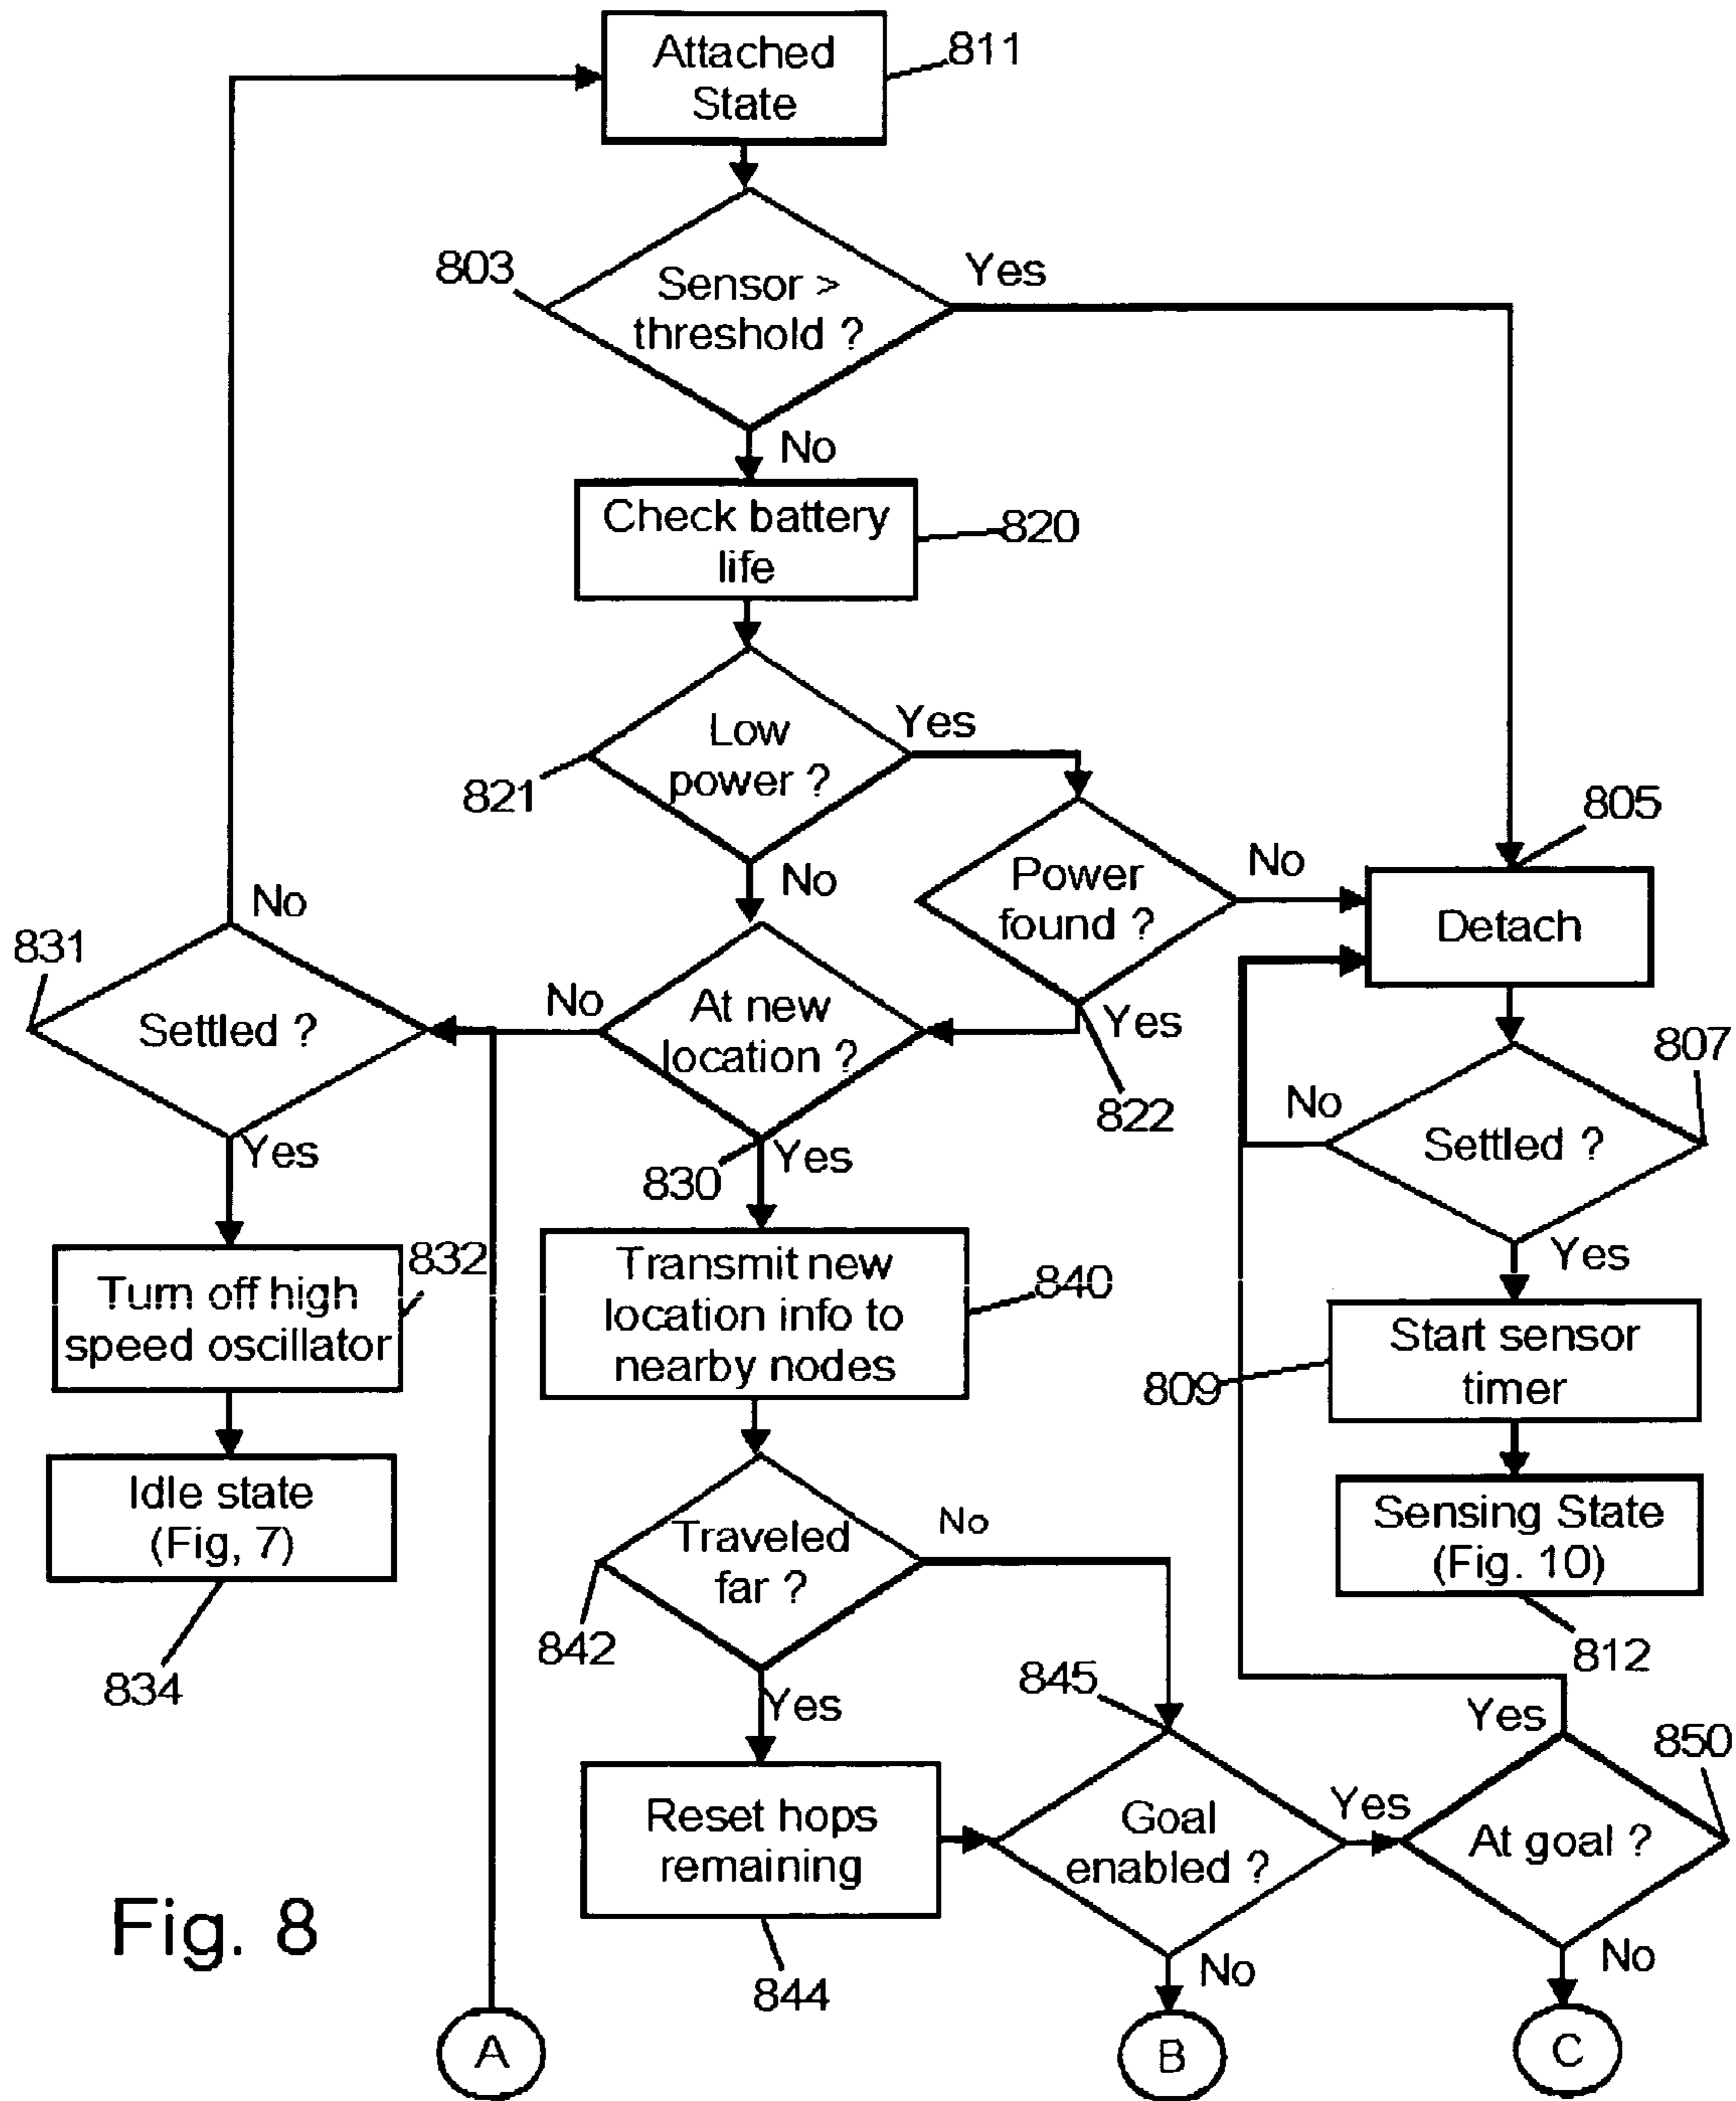 Attached
State
811
803
Sensor >
threshold ?
Yes
No
Check battery
life
820
Low
power ?
Yes
821
No
Power
found ?
No
805
Detach
No
831
Settled ?
No
At new
location ?
Yes
822
807
No
Settled ?
Yes
830
Yes
Yes
Turn off high
speed oscillator
832
Transmit new
location info to
nearby nodes
840
Start sensor
timer
809
Idle state
(Fig, 7)
834
Traveled
far ?
No
842
Sensing State
(Fig. 10)
812
Yes
845
Yes
850
Reset hops
remaining
844
Goal
enabled ?
Yes
At goal ?
No
No
Fig. 8
A
B
C